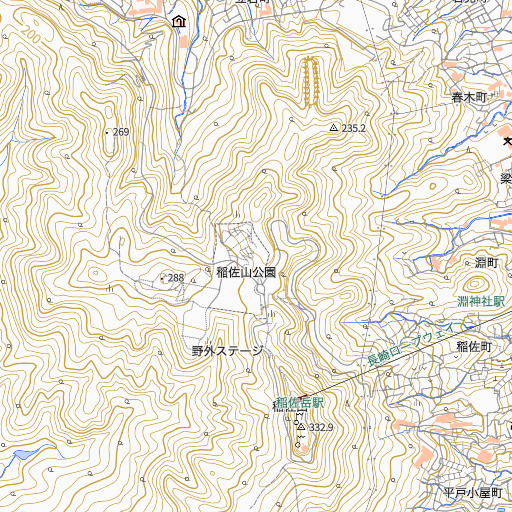 200
春木町
269
235.2
梁
淵町
稲佐山公園
288
淵神社駅
長崎ロープウェイ
稲佐町
野外ステージ
稲佐岳駅
332.9
平戸小屋町